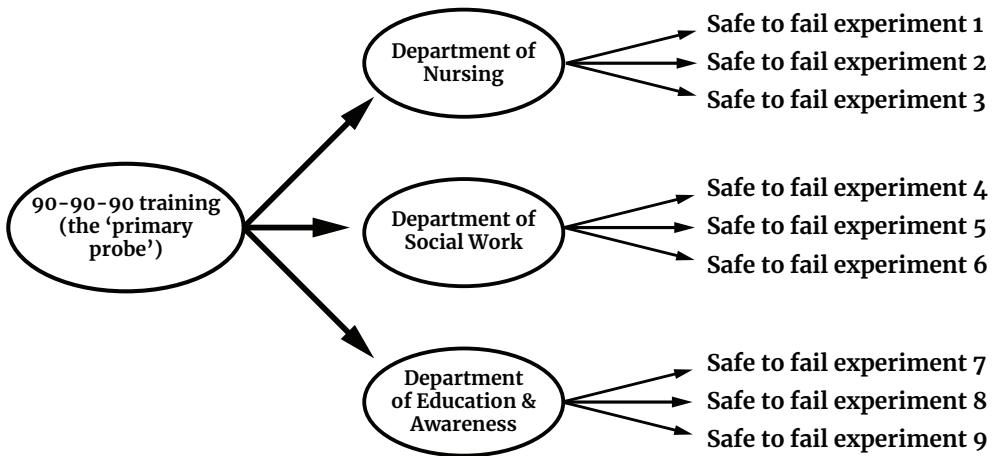 90-90-90 training
(the ‘primary
probe’)
Department of
Nursing
Safe to fail experiment 1
Safe to fail experiment 2
Safe to fail experiment 3
Department of
Social Work
Safe to fail experiment 4
Safe to fail experiment 5
Safe to fail experiment 6
Department
of Education &
Awareness
Safe to fail experiment 7
Safe to fail experiment 8
Safe to fail experiment 9